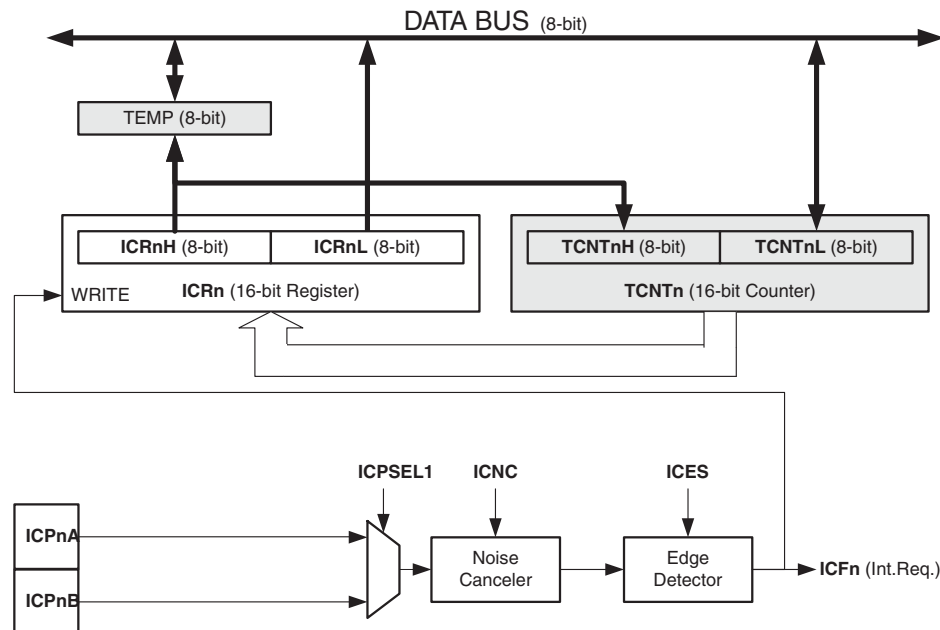 DATA BUS (8-bit)
TEMP (8-bit)
ICRnH (8-bit) ICRnL (8-bit) TCNTnH (8-bit) TCNTnL (8-bit)
WRITE ICRn (16-bit Register) TCNTn (16-bit Counter)
ICPSEL1 ICNC ICES
ICPnA
Noise Canceler
Edge Detector
ICFn (Int.Req.)
ICPnB